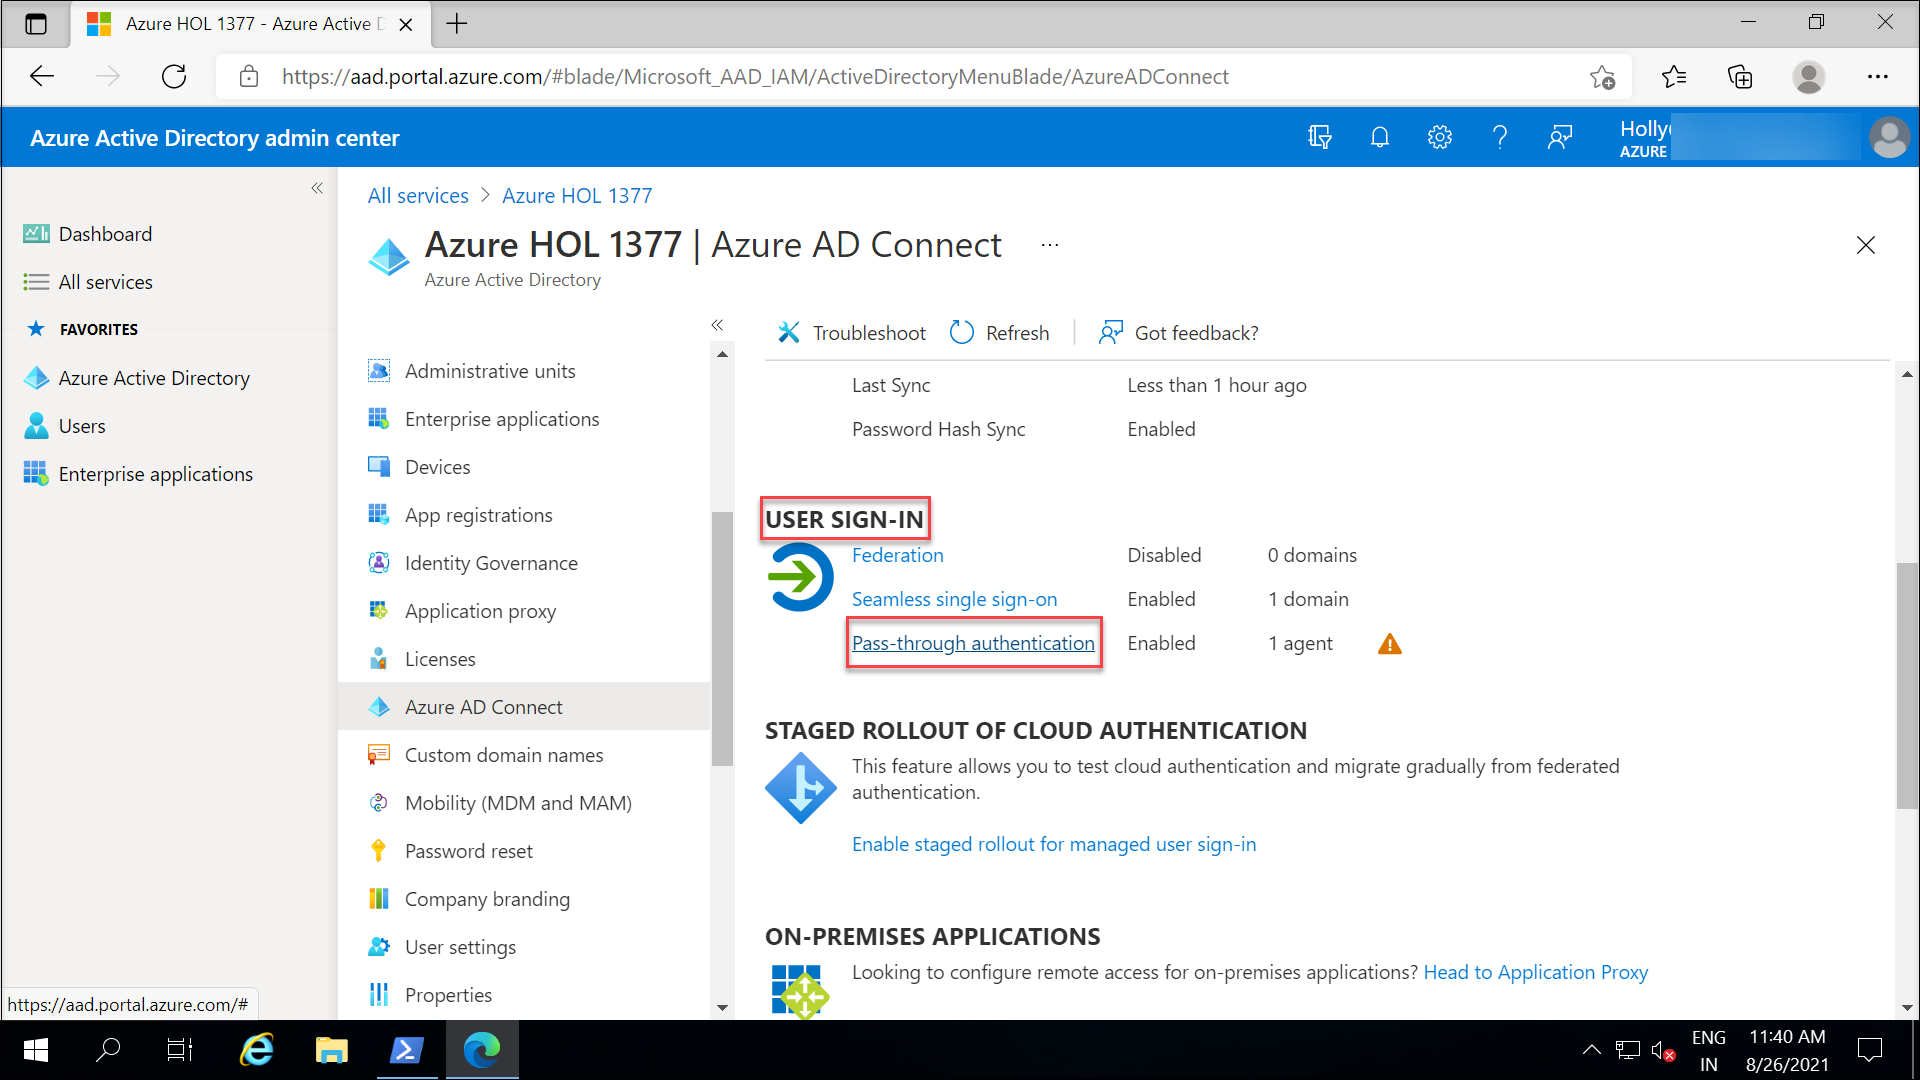 Azure HOL 1377 - Azure Active D
https://aad.portal.azure.com/#blade/Microsoft_AAD_IAM/ActiveDirectoryMenuBlade/AzureADConnect
Azure Active Directory admin center
Holly
AZURE
Dashboard
All services
FAVORITES
Azure Active Directory
Users
Enterprise applications
All services > Azure HOL 1377
Azure HOL 1377 | Azure AD Connect ...
Azure Active Directory
Administrative units
Enterprise applications
Devices
App registrations
Identity Governance
Application proxy
Licenses
Azure AD Connect
Custom domain names
Mobility (MDM and MAM)
Password reset
Company branding
User settings
Properties
Troubleshoot Refresh Got feedback?
Last Sync Less than 1 hour ago
Password Hash Sync Enabled
USER SIGN-IN
Federation Disabled 0 domains
Seamless single sign-on Enabled 1 domain
Pass-through authentication Enabled 1 agent
STAGED ROLLOUT OF CLOUD AUTHENTICATION
This feature allows you to test cloud authentication and migrate gradually from federated
authentication.
Enable staged rollout for managed user sign-in
ON-PREMISES APPLICATIONS
Looking to configure remote access for on-premises applications? Head to Application Proxy
https://aad.portal.azure.com/#
ENG
IN
11:40 AM
8/26/2021